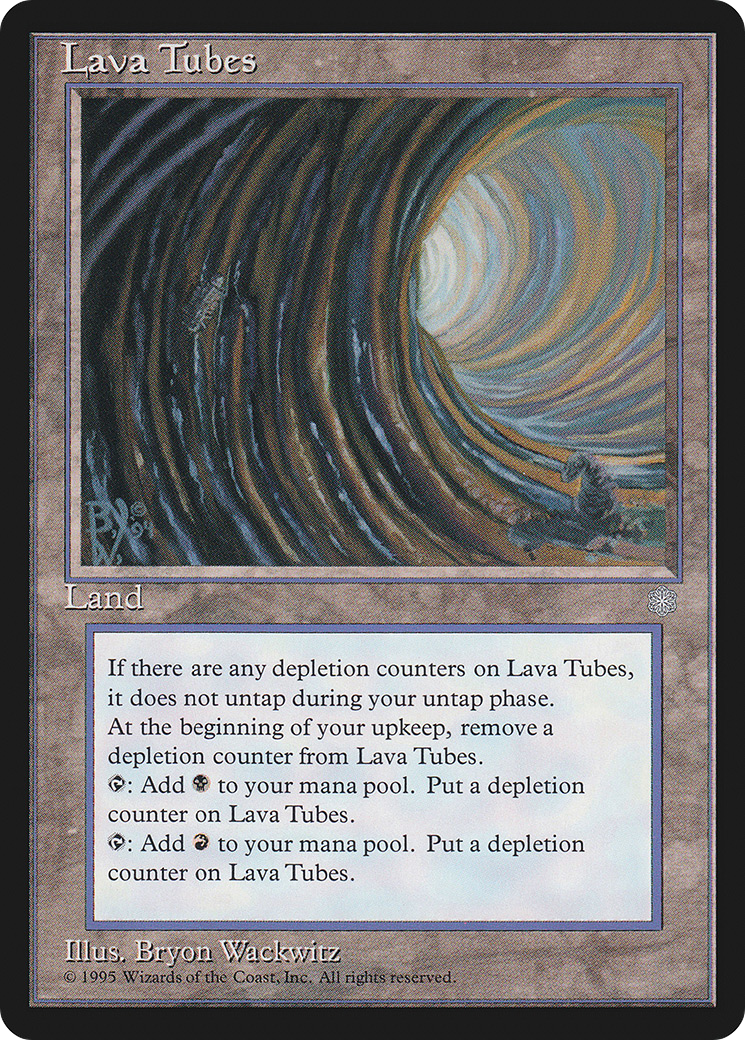 Lava Tubes
B.
W. © 94
Land
If there are any depletion counters on Lava Tubes,
it does not untap during your untap phase.
At the beginning of your upkeep, remove a
depletion counter from Lava Tubes.
: Add to your mana pool. Put a depletion
counter on Lava Tubes.
: Add to your mana pool. Put a depletion
counter on Lava Tubes.
Illus. Bryon Wackwitz
© 1995 Wizards of the Coast, Inc. All rights reserved.